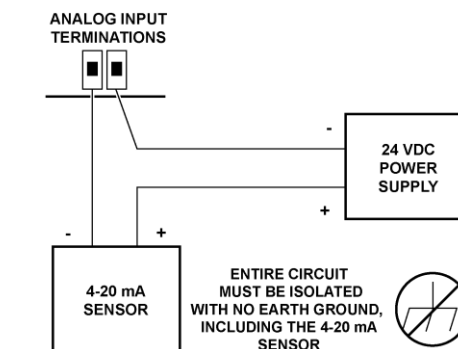 ANALOG INPUT
TERMINATIONS
-
24 VDC
POWER
SUPPLY
+
-
+
4-20 mA
SENSOR
ENTIRE CIRCUIT
MUST BE ISOLATED
WITH NO EARTH GROUND,
INCLUDING THE 4-20 mA
SENSOR